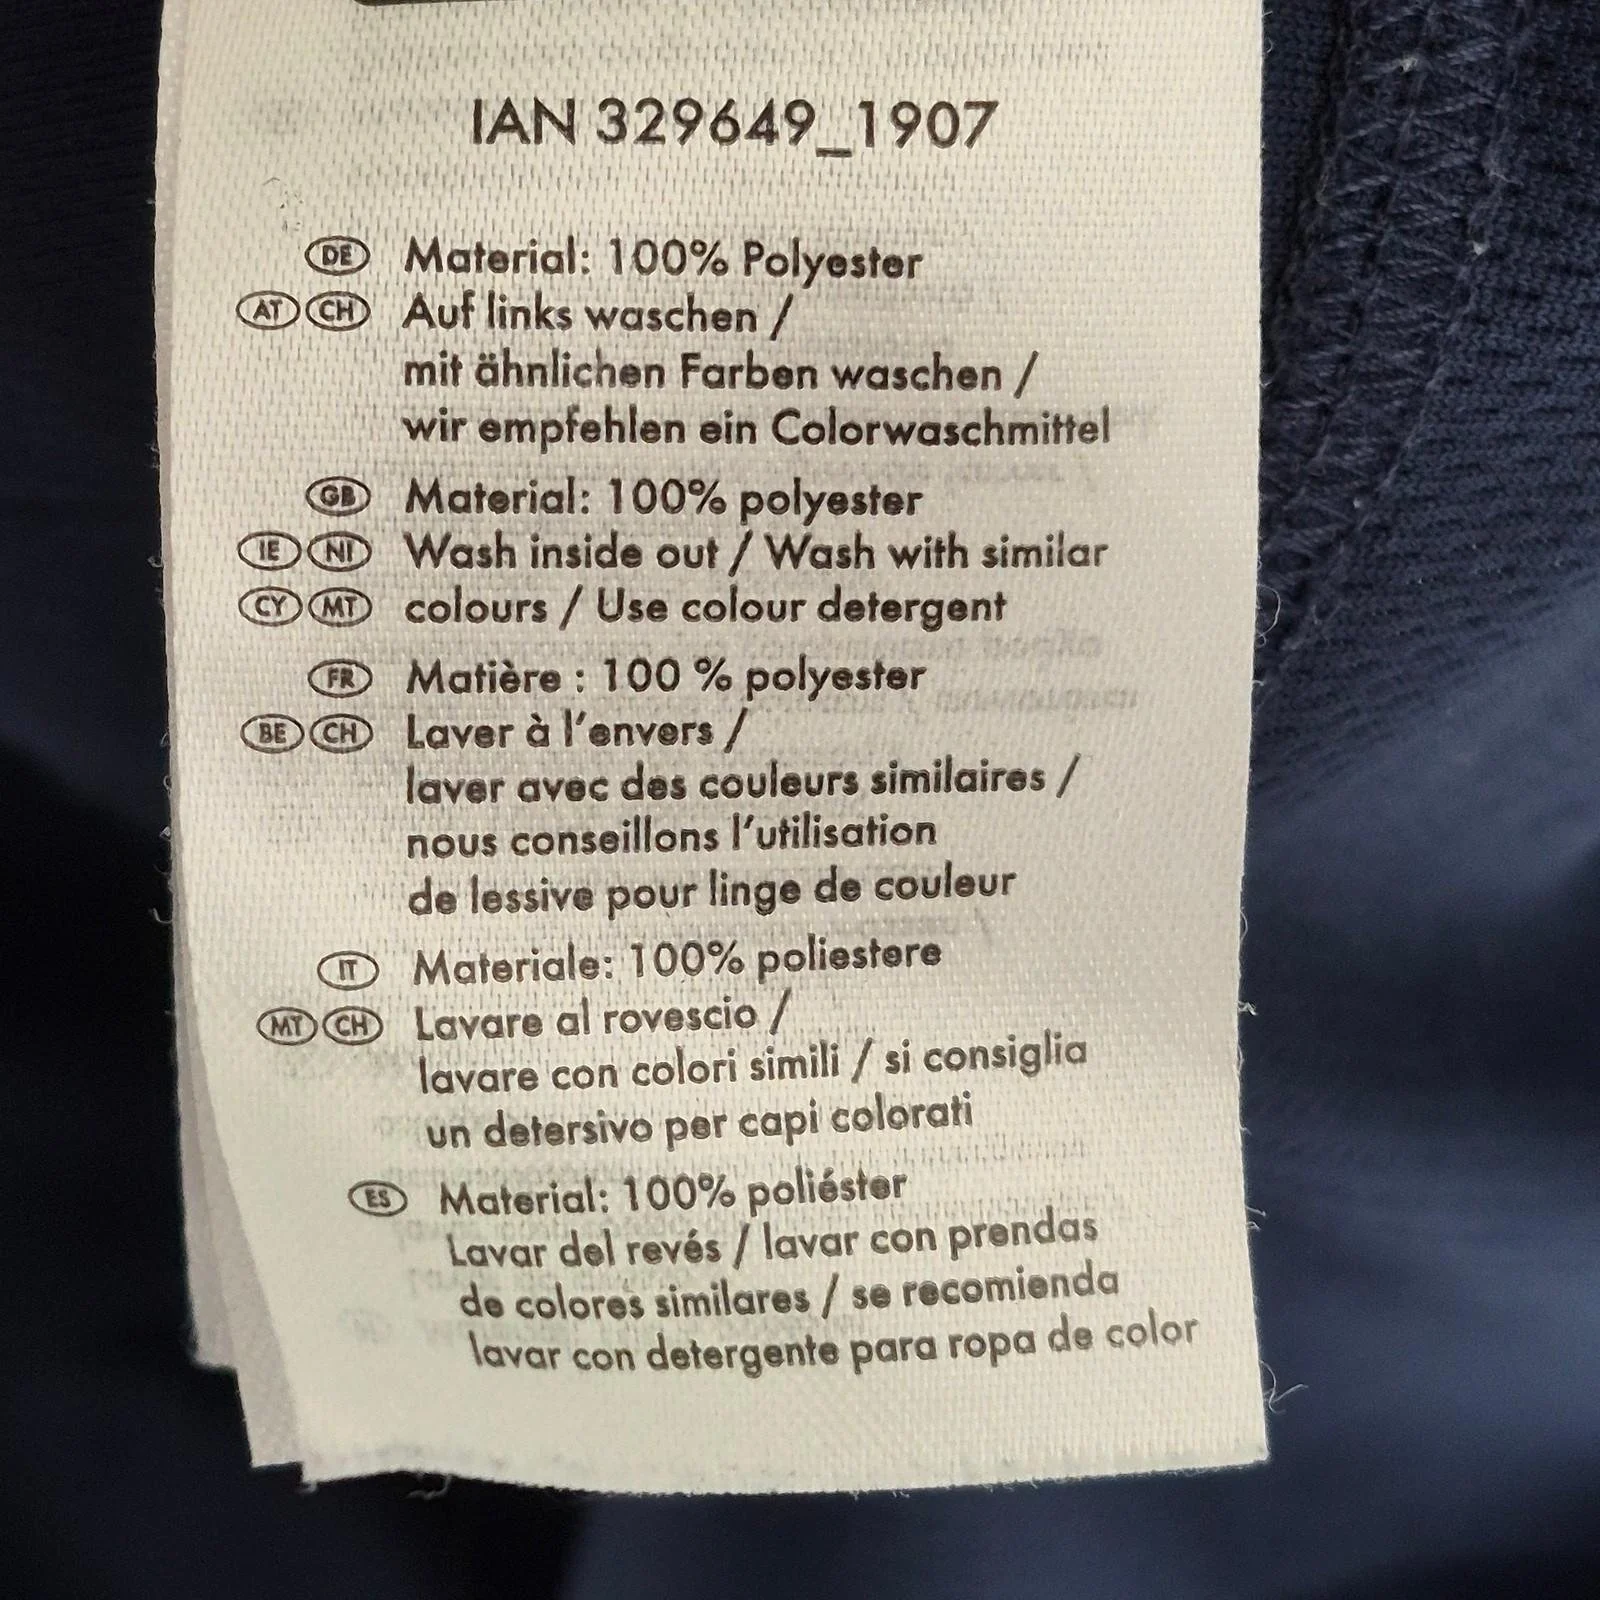 IAN 329649_1907
DE Material: 100% Polyester
AT CH Auf links waschen /
mit ähnlichen Farben waschen /
wir empfehlen ein Colorwaschmittel
GB Material: 100% polyester
IE NI Wash inside out / Wash with similar
CY MT colours / Use colour detergent
FR Matière : 100 % polyester
BE CH Laver à l'envers /
laver avec des couleurs similaires /
nous conseillons l'utilisation
de lessive pour linge de couleur
IT Materiale: 100% poliestere
MT CH Lavare al rovescio /
lavare con colori simili / si consiglia
un detersivo per capi colorati
ES Material: 100% poliéster
Lavar del revés / lavar con prendas
de colores similares / se recomienda
lavar con detergente para ropa de color